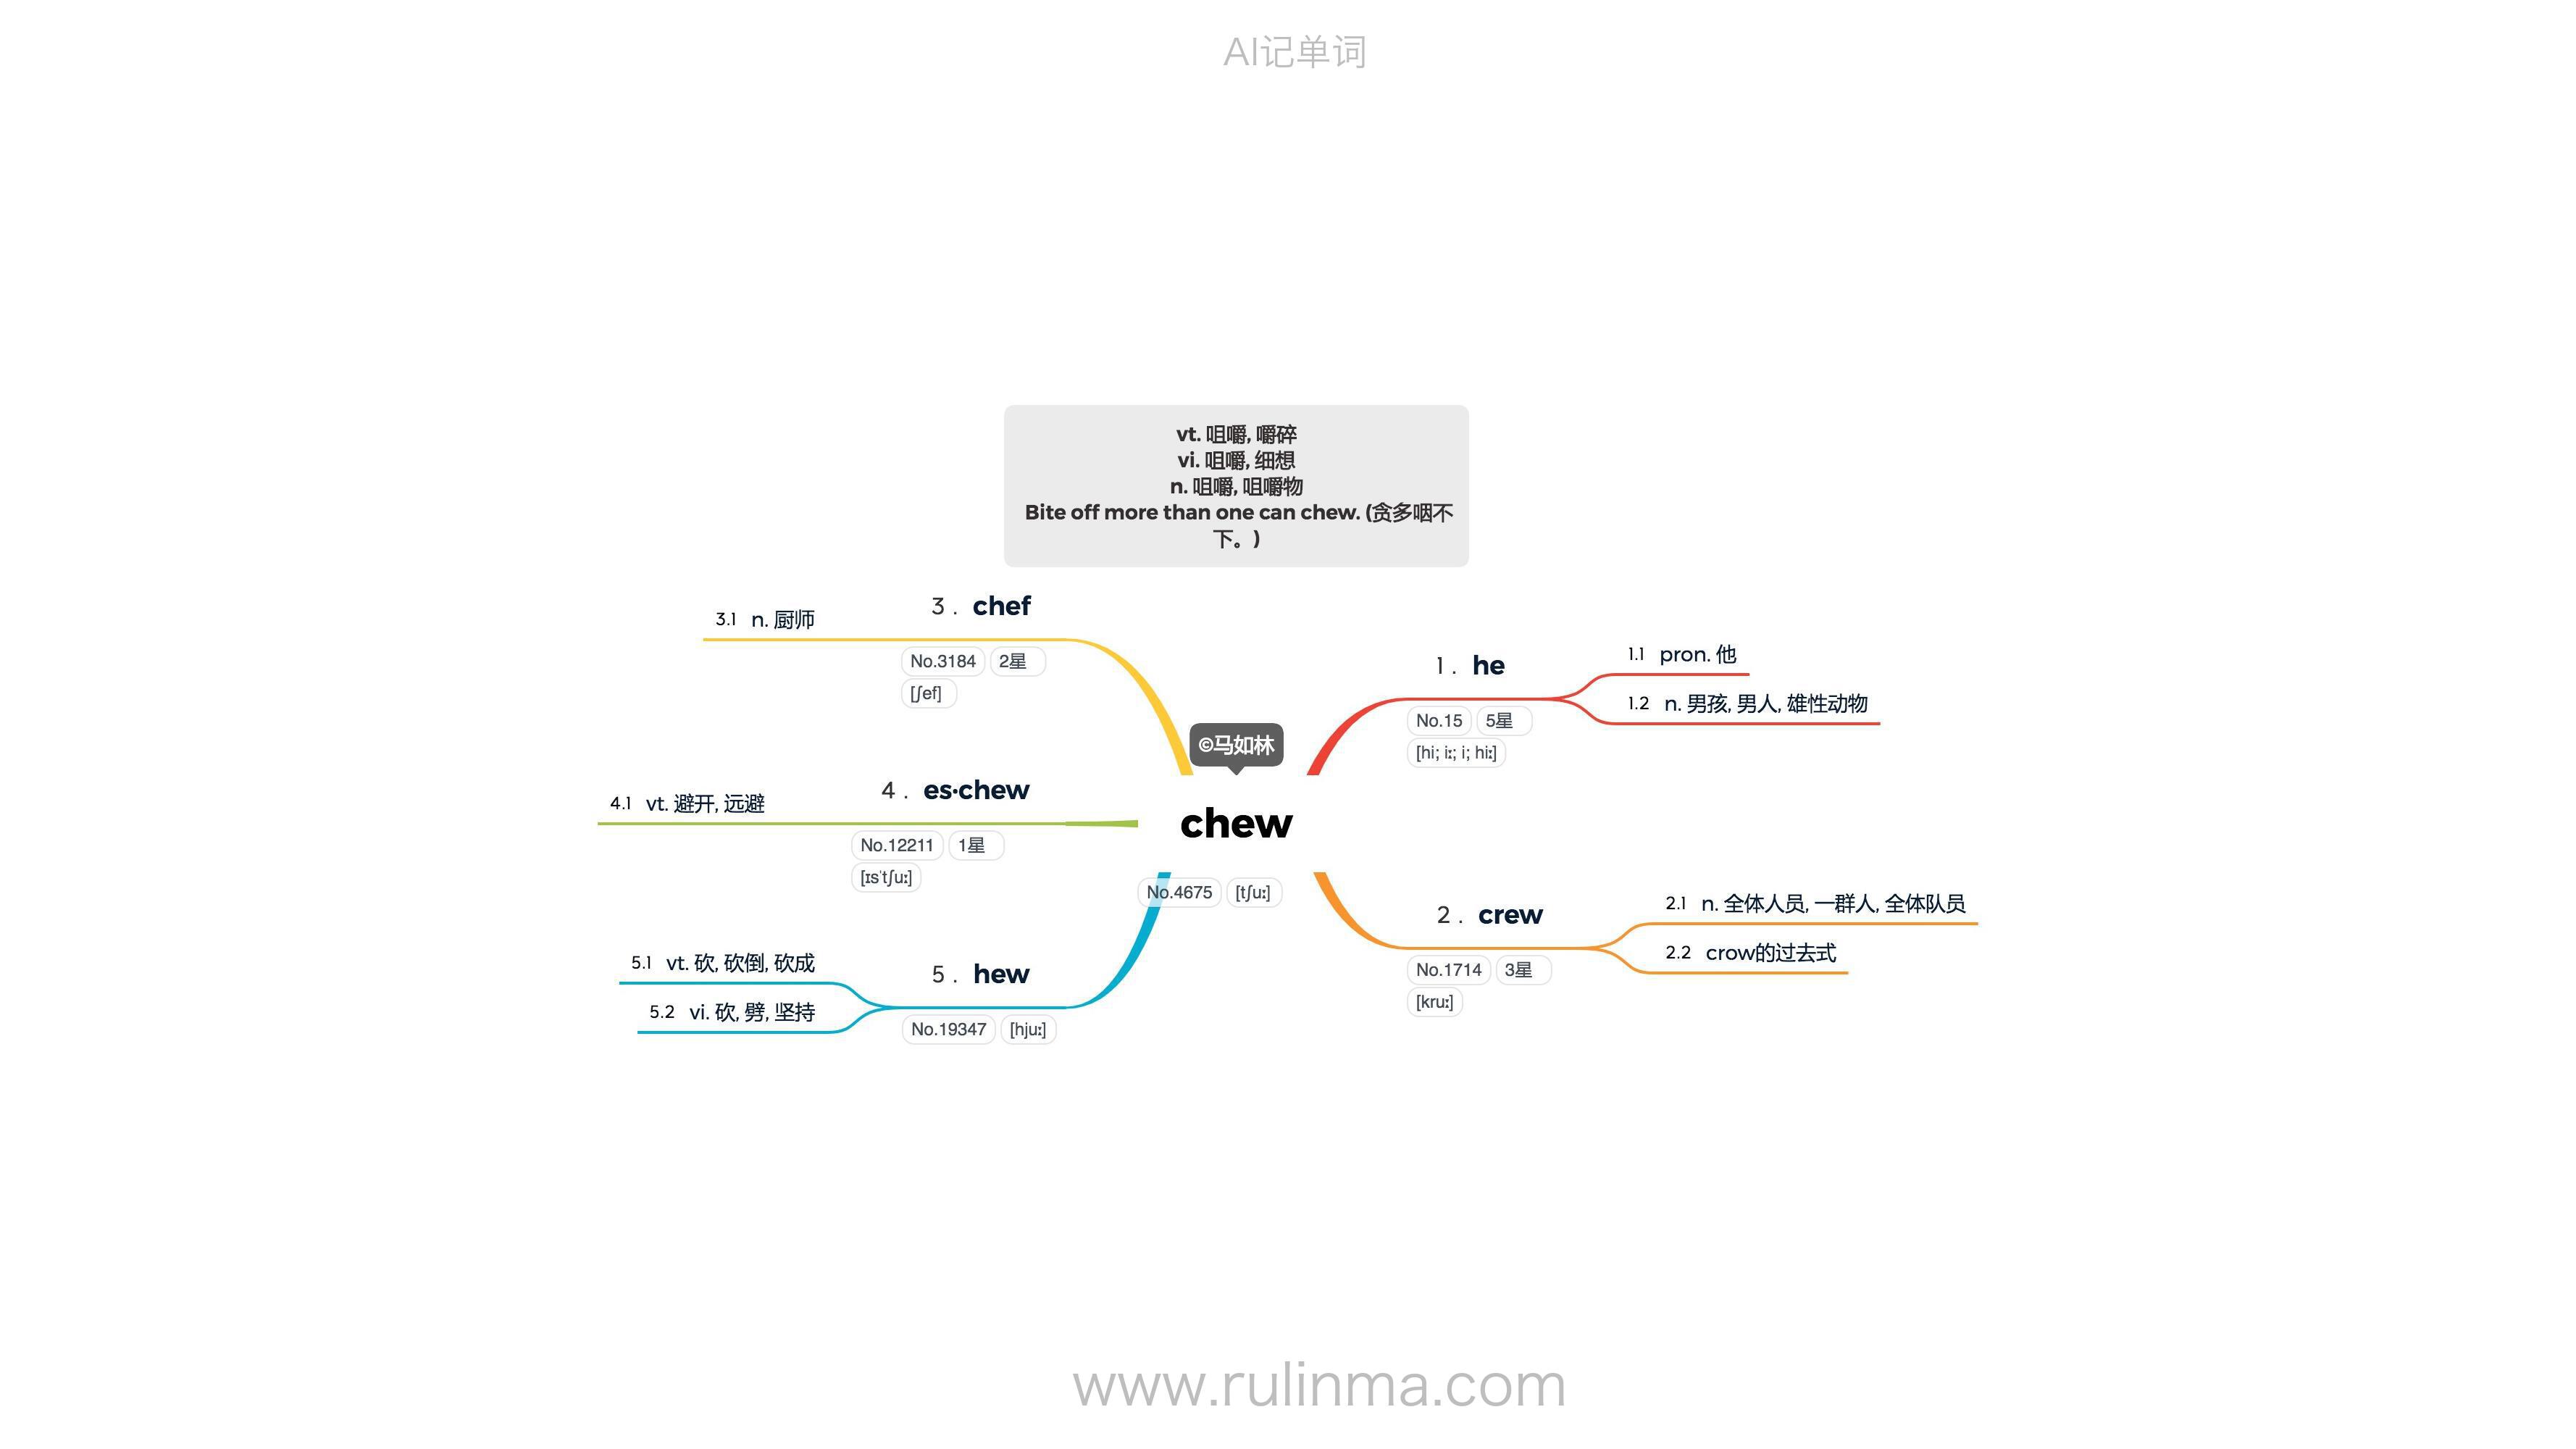 AI记单词
vt. 咀嚼, 嚼碎
vi. 咀嚼, 细想
n. 咀嚼, 咀嚼物
Bite off more than one can chew. (贪多咽不
下。)
©马如林
chew
No.4675 [tʃuː]
1. he
No.15 5星
[hi; iː; i; hiː]
1.1 pron. 他
1.2 n. 男孩, 男人, 雄性动物
2. crew
No.1714 3星
[kruː]
2.1 n. 全体人员, 一群人, 全体队员
2.2 crow的过去式
3. chef
No.3184 2星
[ʃef]
3.1 n. 厨师
4. es·chew
No.12211 1星
[ɪsˈtʃuː]
4.1 vt. 避开, 远避
5. hew
No.19347 [hjuː]
5.1 vt. 砍, 砍倒, 砍成
5.2 vi. 砍, 劈, 坚持
www.rulinma.com